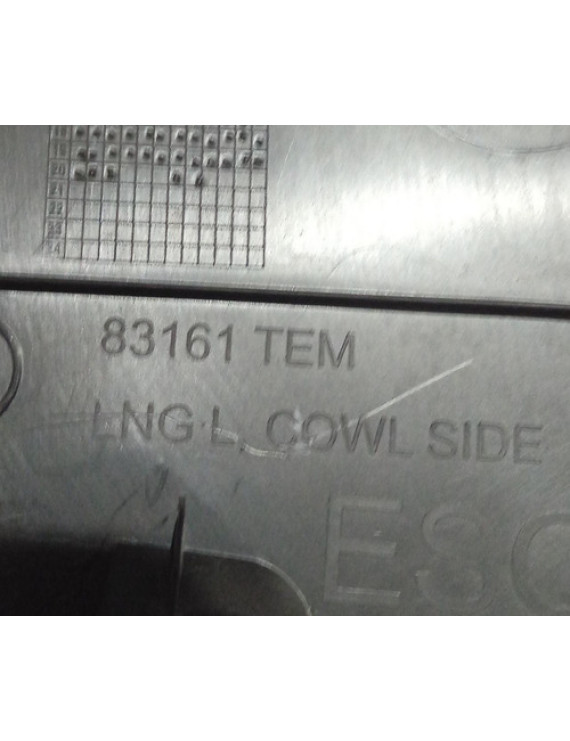 83161 TEM
LNG L, COWL SIDE